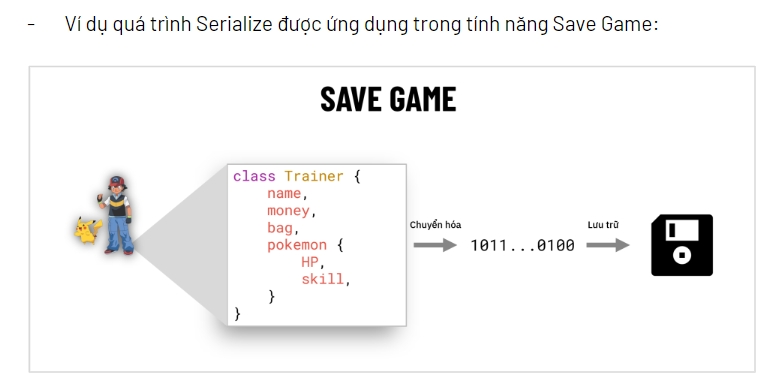 - Ví dụ quá trình Serialize được ứng dụng trong tính năng Save Game:
SAVE GAME
class Trainer {
name,
money,
bag,
pokemon {
HP,
skill,
}
}
Chuyển hóa
1011...0100
Lưu trữ